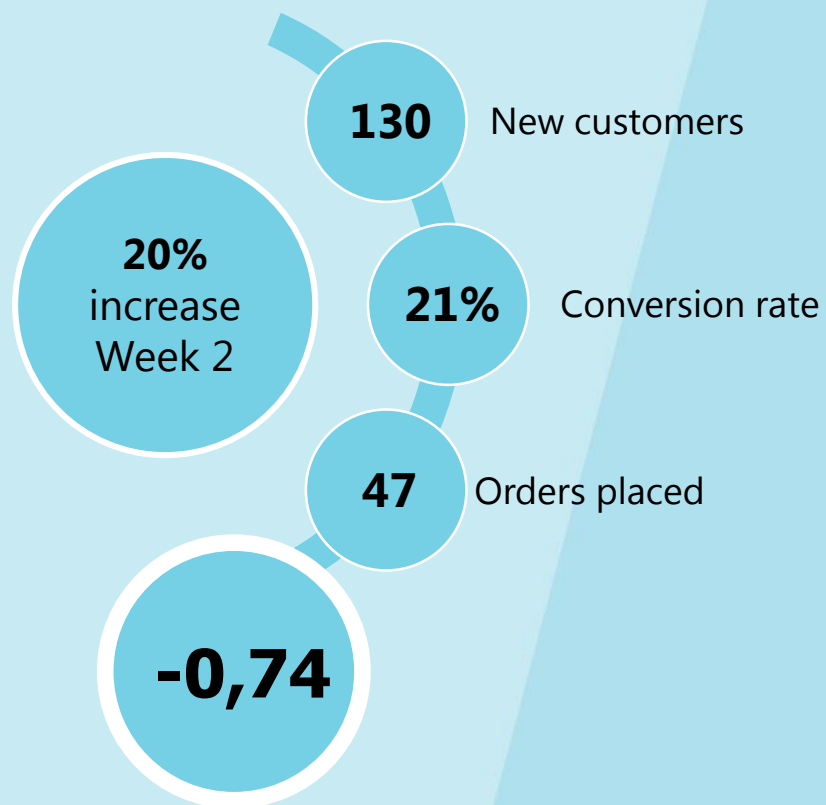 130
New customers
20%
increase
Week 2
21%
Conversion rate
47
Orders placed
-0,74